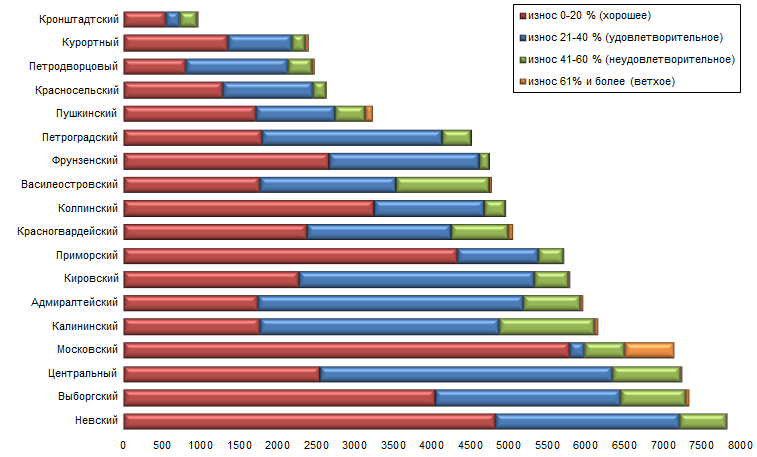 износ 0-20 % (хорошее)
износ 21-40 % (удовлетворительное)
износ 41-60 % (неудовлетворительное)
износ 61% и более (ветхое)
Кронштадтский
Курортный
Петродворцовый
Красносельский
Пушкинский
Петроградский
Фрунзенский
Василеостровский
Колпинский
Красногвардейский
Приморский
Кировский
Адмиралтейский
Калининский
Московский
Центральный
Выборгский
Невский
0 500 1000 1500 2000 2500 3000 3500 4000 4500 5000 5500 6000 6500 7000 7500 8000